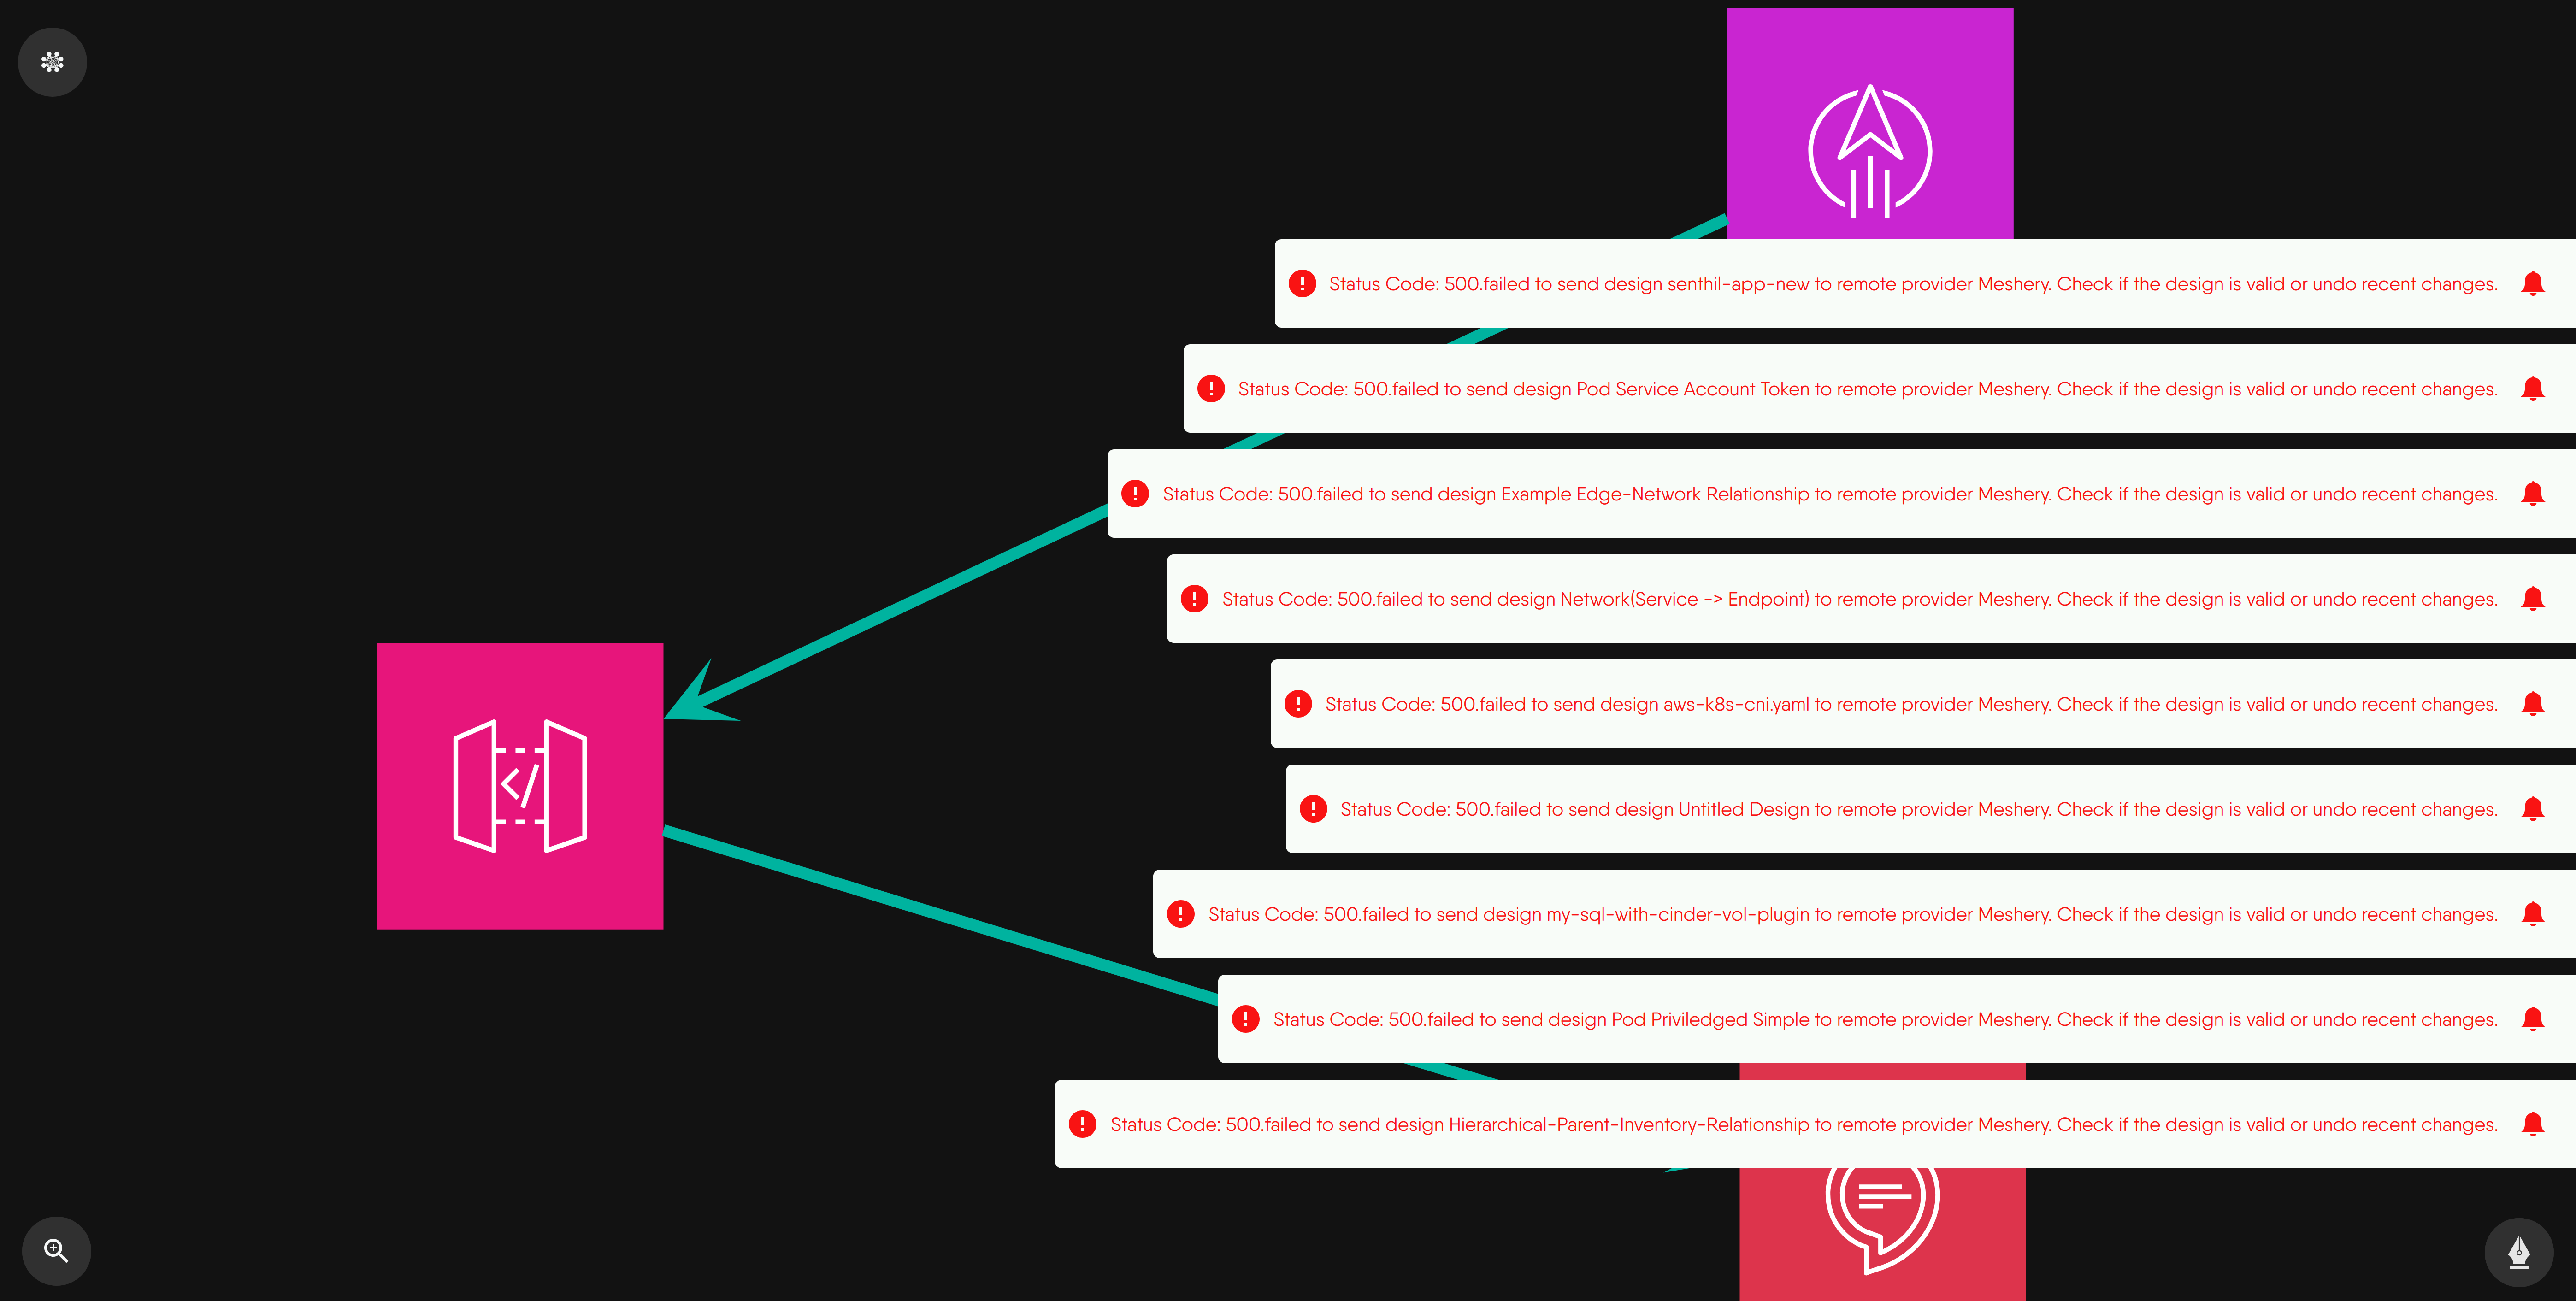 Status Code: 500.failed to send design senthil-app-new to remote provider Meshery. Check if the design is valid or undo recent changes.
Status Code: 500.failed to send design Pod Service Account Token to remote provider Meshery. Check if the design is valid or undo recent changes.
Status Code: 500.failed to send design Example Edge-Network Relationship to remote provider Meshery. Check if the design is valid or undo recent changes.
Status Code: 500.failed to send design Network(Service -> Endpoint) to remote provider Meshery. Check if the design is valid or undo recent changes.
Status Code: 500.failed to send design aws-k8s-cni.yaml to remote provider Meshery. Check if the design is valid or undo recent changes.
Status Code: 500.failed to send design Untitled Design to remote provider Meshery. Check if the design is valid or undo recent changes.
Status Code: 500.failed to send design my-sql-with-cinder-vol-plugin to remote provider Meshery. Check if the design is valid or undo recent changes.
Status Code: 500.failed to send design Pod Priviledged Simple to remote provider Meshery. Check if the design is valid or undo recent changes.
Status Code: 500.failed to send design Hierarchical-Parent-Inventory-Relationship to remote provider Meshery. Check if the design is valid or undo recent changes.